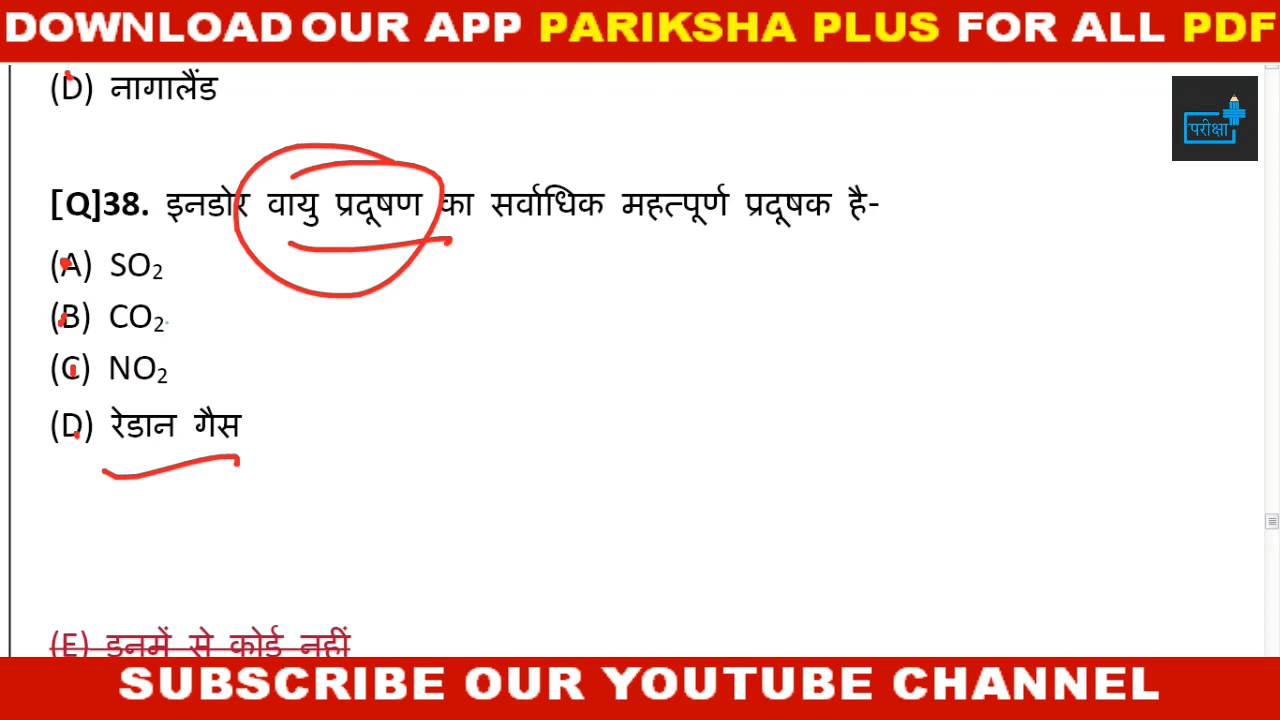 DOWNLOAD OUR APP PARIKSHA PLUS FOR ALL PDF
(D) नागालैंड
परीक्षा
[Q]38. इनडोर वायु प्रदूषण का सर्वाधिक महत्पूर्ण प्रदूषक है-
(A) SO₂
(B) CO₂
(C) NO₂
(D) रेडान गैस
(E) इनमें से कोई नहीं
SUBSCRIBE OUR YOUTUBE CHANNEL